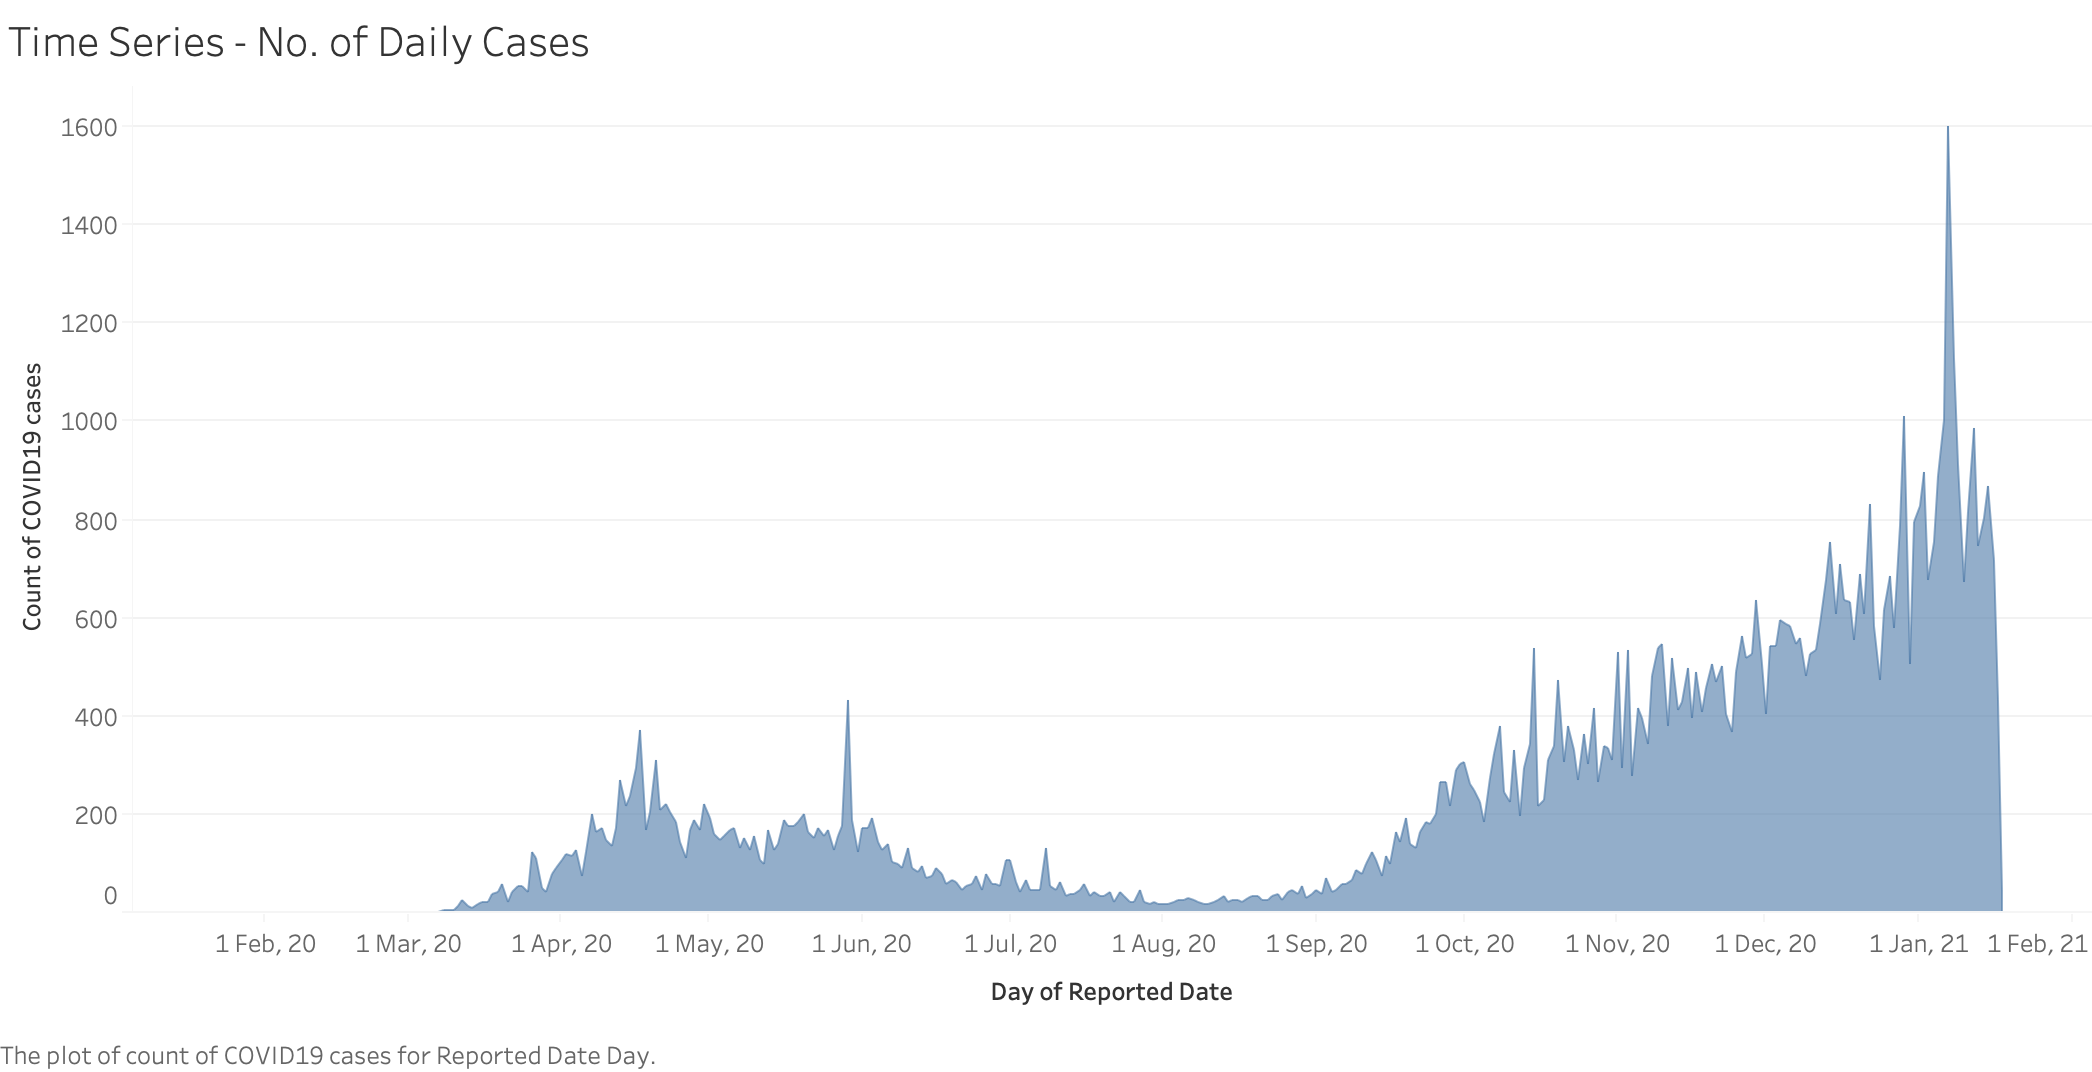 Time Series - No. of Daily Cases
1600
1400
1200
1000
800
600
400
200
0
Count of COVID19 cases
1 Feb, 20 1 Mar, 20 1 Apr, 20 1 May, 20 1 Jun, 20 1 Jul, 20 1 Aug, 20 1 Sep, 20 1 Oct, 20 1 Nov, 20 1 Dec, 20 1 Jan, 21 1 Feb, 21
Day of Reported Date
The plot of count of COVID19 cases for Reported Date Day.